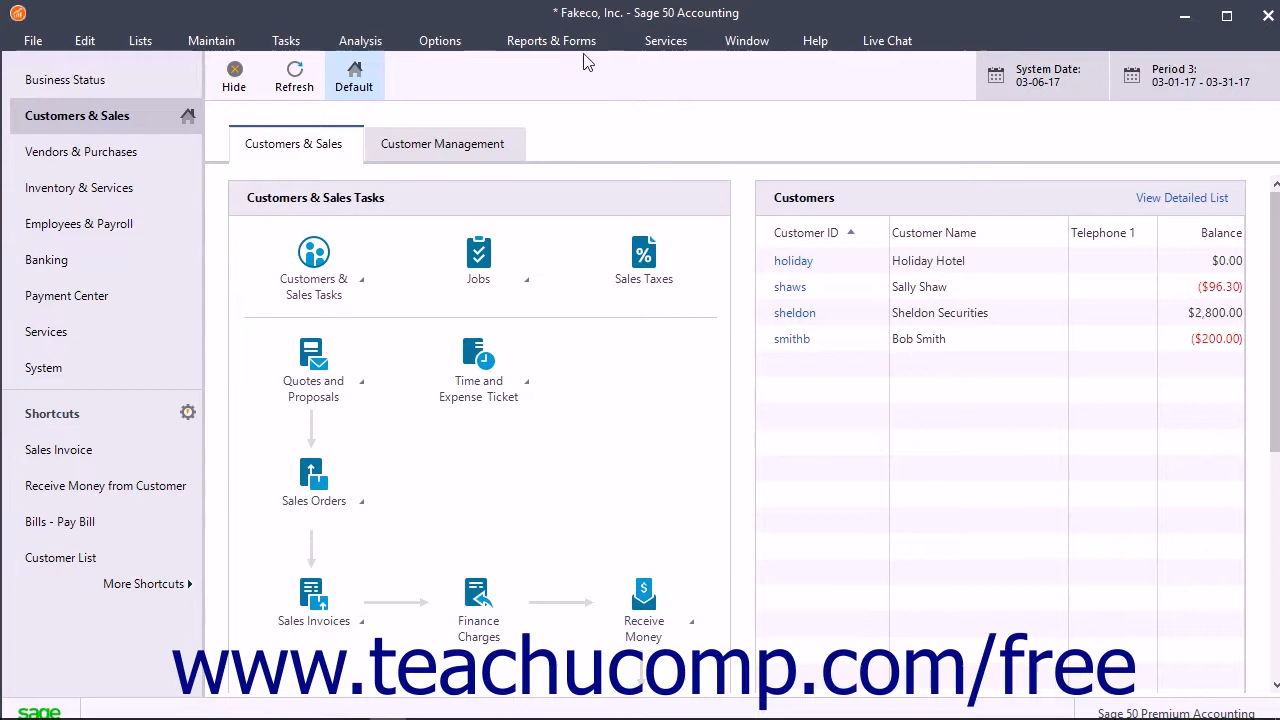 * Fakeco, Inc. - Sage 50 Accounting
File Edit Lists Maintain Tasks Analysis Options Reports & Forms Services Window Help Live Chat
Business Status
Customers & Sales
Vendors & Purchases
Inventory & Services
Employees & Payroll
Banking
Payment Center
Services
System
Shortcuts
Sales Invoice
Receive Money from Customer
Bills - Pay Bill
Customer List
More Shortcuts
Hide Refresh Default
System Date:
03-06-17
Period 3:
03-01-17 - 03-31-17
Customers & Sales Customer Management
Customers & Sales Tasks
Customers &
Sales Tasks
Jobs
Sales Taxes
Quotes and
Proposals
Time and
Expense Ticket
Sales Orders
Sales Invoices
Finance
Charges
Receive
Money
Customers View Detailed List
Customer ID Customer Name Telephone 1 Balance
holiday Holiday Hotel $0.00
shaws Sally Shaw ($96.30)
sheldon Sheldon Securities $2,800.00
smithb Bob Smith ($200.00)
www.teachucomp.com/free
sage
Sage 50 Premium Accounting